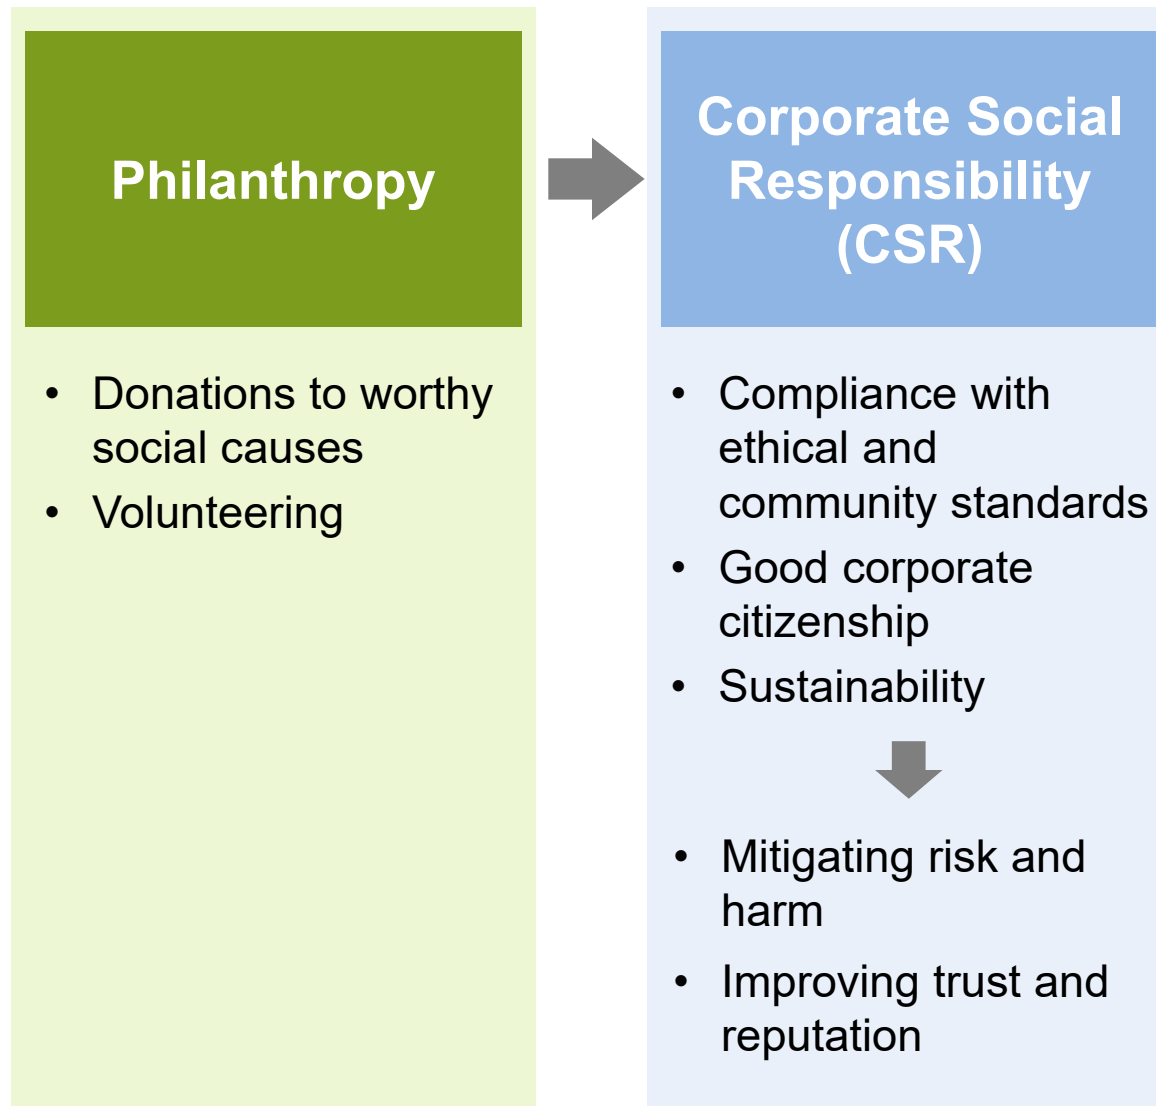 Philanthropy
• Donations to worthy
social causes
• Volunteering
Corporate Social
Responsibility
(CSR)
• Compliance with
ethical and
community standards
• Good corporate
citizenship
• Sustainability
• Mitigating risk and
harm
• Improving trust and
reputation